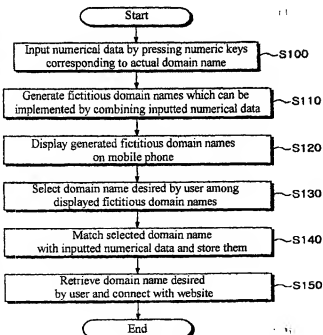 Start
Input numerical data by pressing numeric keys
corresponding to actual domain name
S100
Generate fictitious domain names which can be
implemented by combining inputted numerical data
S110
Display generated fictitious domain names
on mobile phone
S120
Select domain name desired by user among
displayed fictitious domain names
S130
Match selected domain name
with inputted numerical data and store them
S140
Retrieve domain name desired
by user and connect with website
S150
End